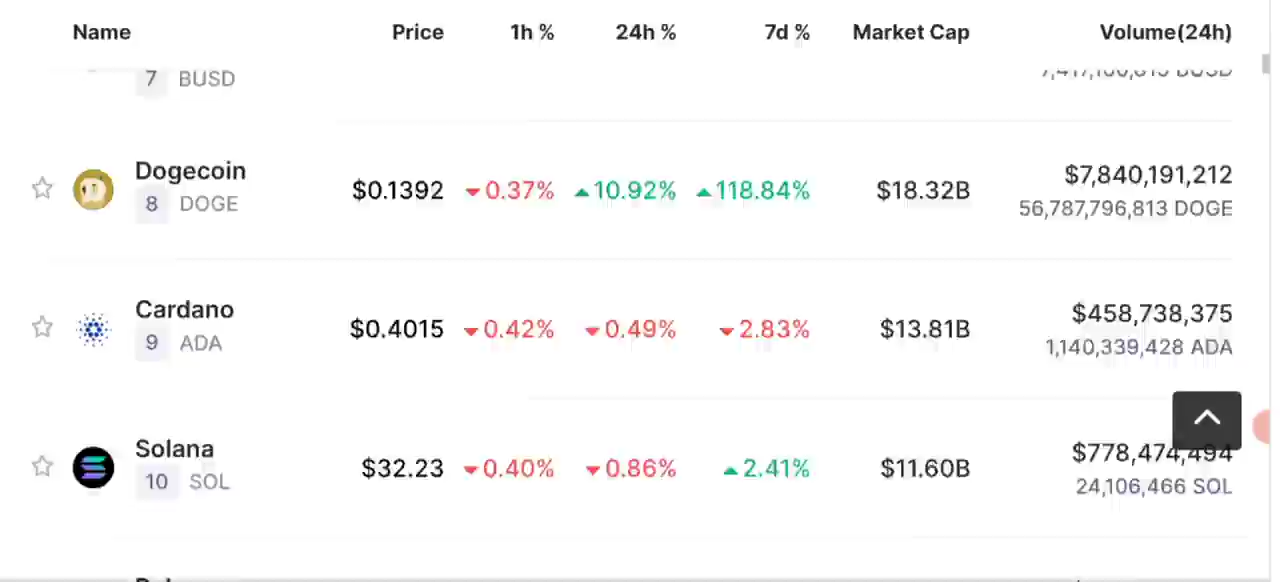 Name Price 1h % 24h % 7d % Market Cap Volume(24h)
7 BUSD
Dogecoin
8 DOGE
$0.1392 0.37% 10.92% 118.84% $18.32B $7,840,191,212
56,787,796,813 DOGE
Cardano
9 ADA
$0.4015 0.42% 0.49% 2.83% $13.81B $458,738,375
1,140,339,428 ADA
Solana
10 SOL
$32.23 0.40% 0.86% 2.41% $11.60B $778,474,494
24,106,466 SOL